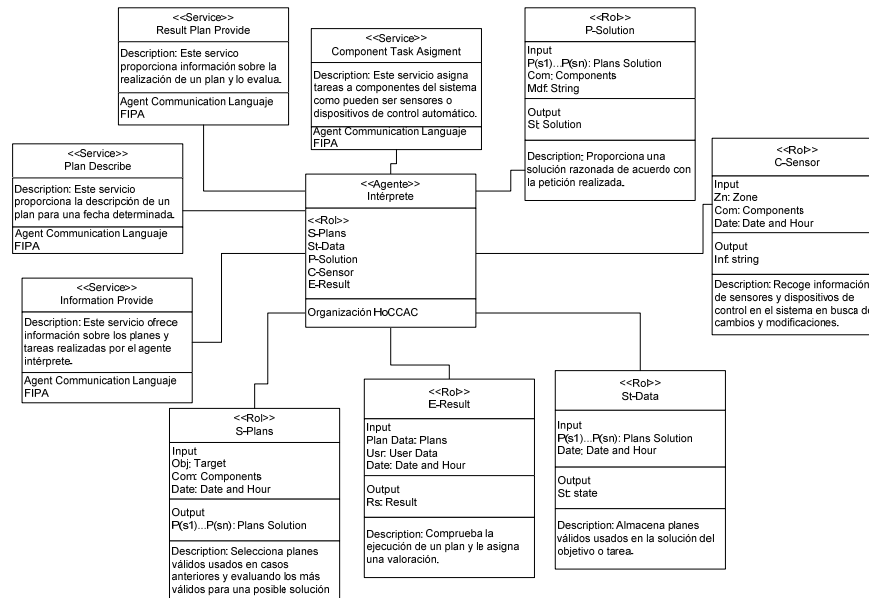 <<Service>>
Result Plan Provide
Description: Este servico
proporciona información sobre la
realización de un plan y lo evalua.
Agent Communication Languaje
FIPA
<<Service>>
Component Task Asigment
Description: Este servicio asigna
tareas a componentes del sistema
como pueden ser sensores o
dispositivos de control automático.
Agent Communication Languaje
FIPA
<<Rol>>
P-Solution
Input
P(s1)...P(sn): Plans Solution
Com: Components
Mdf: String
Output
St: Solution
Description: Proporciona una
solución razonada de acuerdo con
la petición realizada.
<<Rol>>
C-Sensor
Input
Zn: Zone
Com: Components
Date: Date and Hour
Output
Inf: string
Description: Recoge información
de sensores y dispositivos de
control en el sistema en busca de
cambios y modificaciones.
<<Service>>
Plan Describe
Description: Este servicio
proporciona la descripción de un
plan para una fecha determinada.
Agent Communication Languaje
FIPA
<<Agente>>
Intérprete
<<Rol>>
S-Plans
St-Data
P-Solution
C-Sensor
E-Result
Organización HoCCAC
<<Service>>
Information Provide
Description: Este servicio ofrece
información sobre los planes y
tareas realizadas por el agente
intérprete.
Agent Communication Languaje
FIPA
<<Rol>>
S-Plans
Input
Obj: Target
Com: Components
Date: Date and Hour
Output
P(s1)...P(sn): Plans Solution
Description: Selecciona planes
válidos usados en casos
anteriores y evaluando los más
válidos para una posible solución
<<Rol>>
E-Result
Input
Plan Data: Plans
Usr: User Data
Date: Date and Hour
Output
Rs: Result
Description: Comprueba la
ejecución de un plan y le asigna
una valoración.
<<Rol>>
St-Data
Input
P(s1)...P(sn): Plans Solution
Date: Date and Hour
Output
St: state
Description: Almacena planes
válidos usados en la solución del
objetivo o tarea.